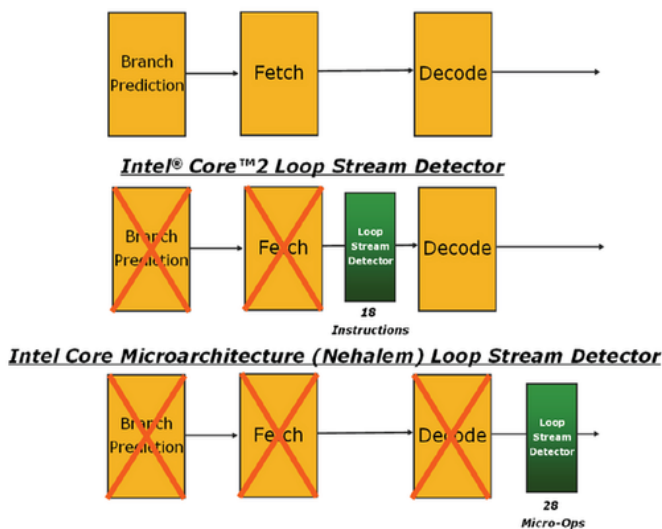 Branch
Prediction
Fetch
Decode
Intel® Core™2 Loop Stream Detector
Branch
Prediction
Fetch
Loop
Stream
Detector
Decode
18
Instructions
Intel Core Microarchitecture (Nehalem) Loop Stream Detector
Branch
Prediction
Fetch
Decode
Loop
Stream
Detector
28
Micro-Ops